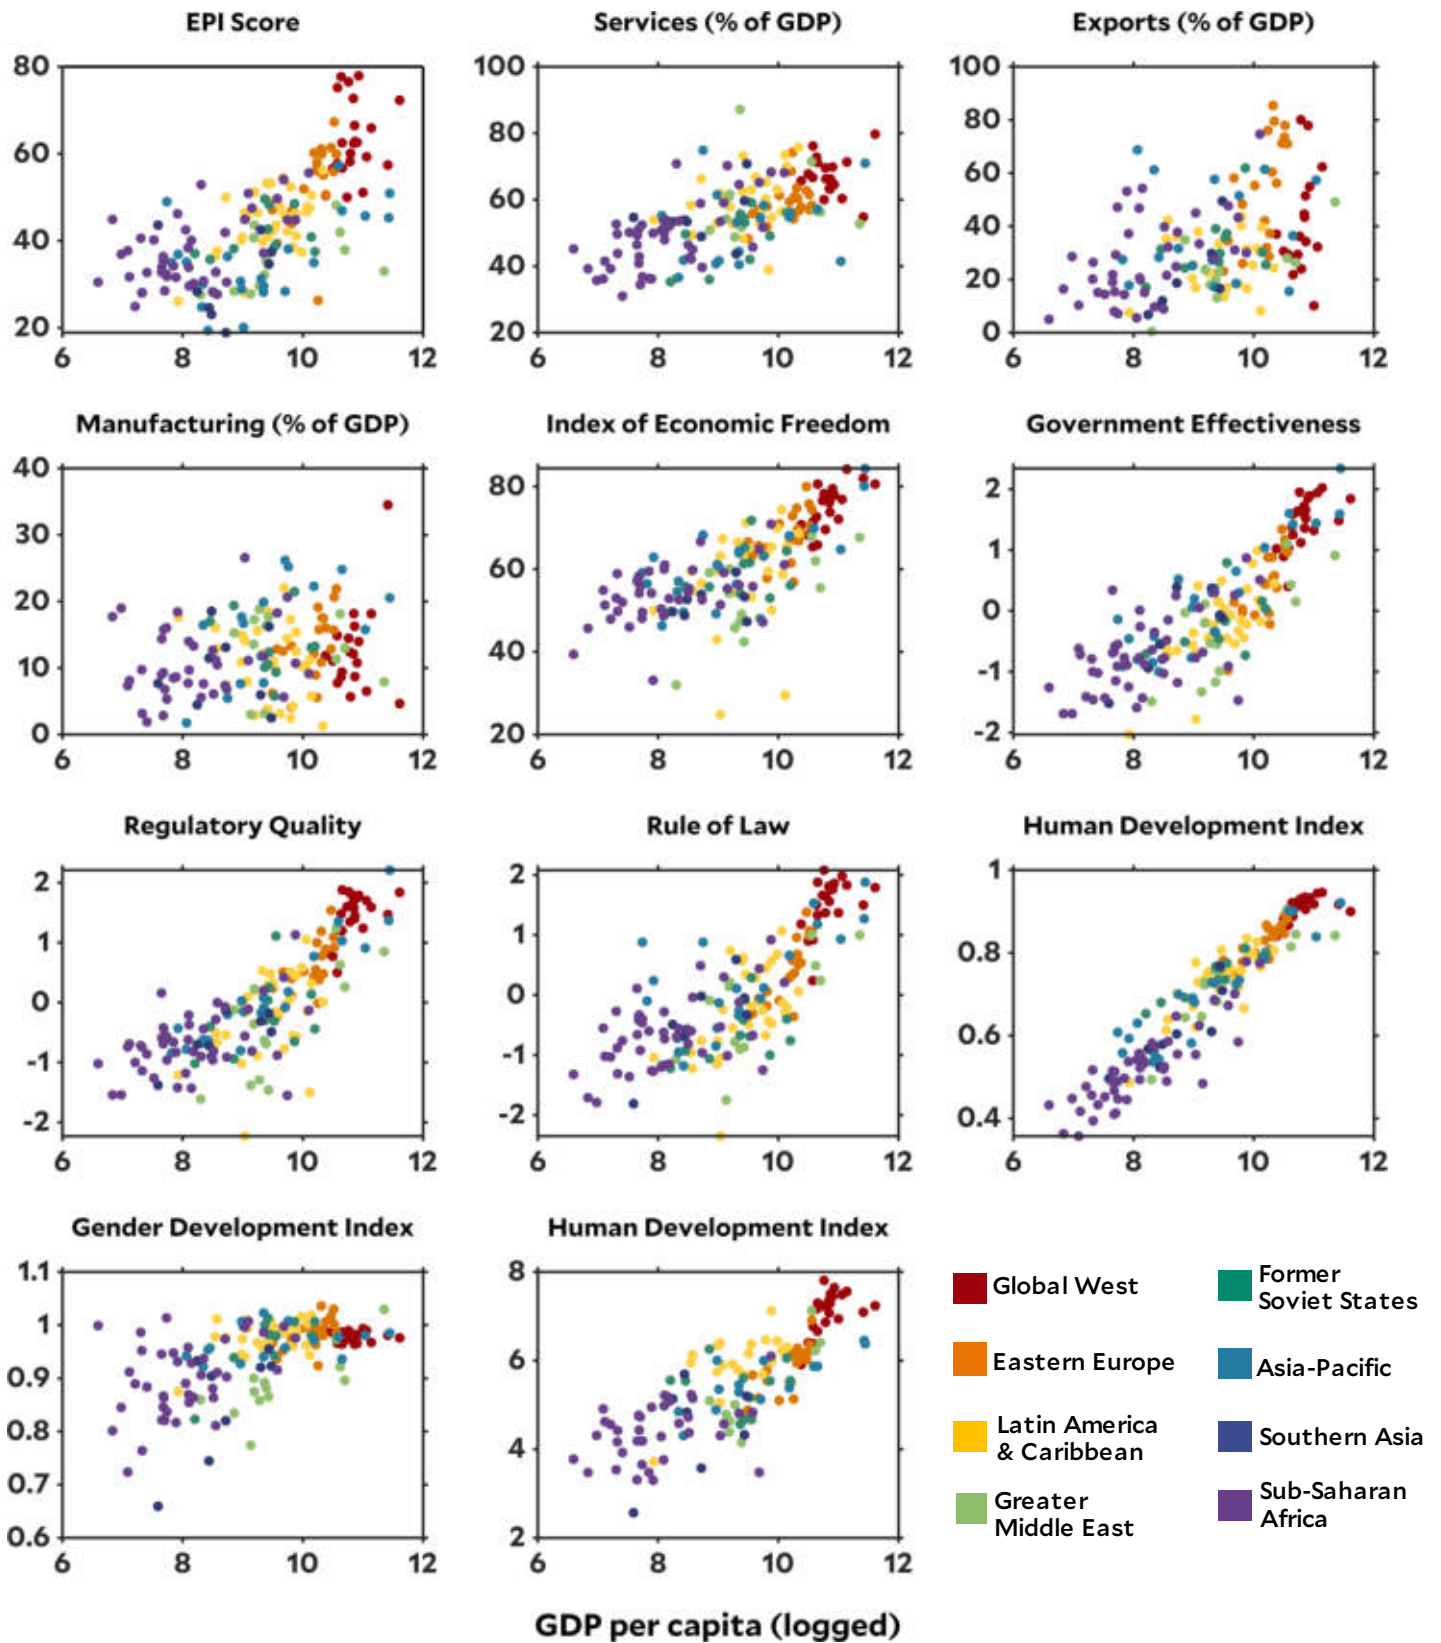 EPI Score
Services (% of GDP)
Exports (% of GDP)
80
60
40
20
6 8 10 12
100
80
60
40
20
6 8 10 12
100
80
60
40
20
0
6 8 10 12
Manufacturing (% of GDP)
Index of Economic Freedom
Government Effectiveness
40
30
20
10
0
6 8 10 12
80
60
40
20
6 8 10 12
2
1
0
-1
-2
6 8 10 12
Regulatory Quality
Rule of Law
Human Development Index
2
1
0
-1
-2
6 8 10 12
2
1
0
-1
-2
6 8 10 12
1
0.8
0.6
0.4
6 8 10 12
Gender Development Index
Human Development Index
1.1
1
0.9
0.8
0.7
0.6
6 8 10 12
8
6
4
2
6 8 10 12
Global West
Eastern Europe
Latin America
& Caribbean
Greater
Middle East
Former
Soviet States
Asia-Pacific
Southern Asia
Sub-Saharan
Africa
GDP per capita (logged)